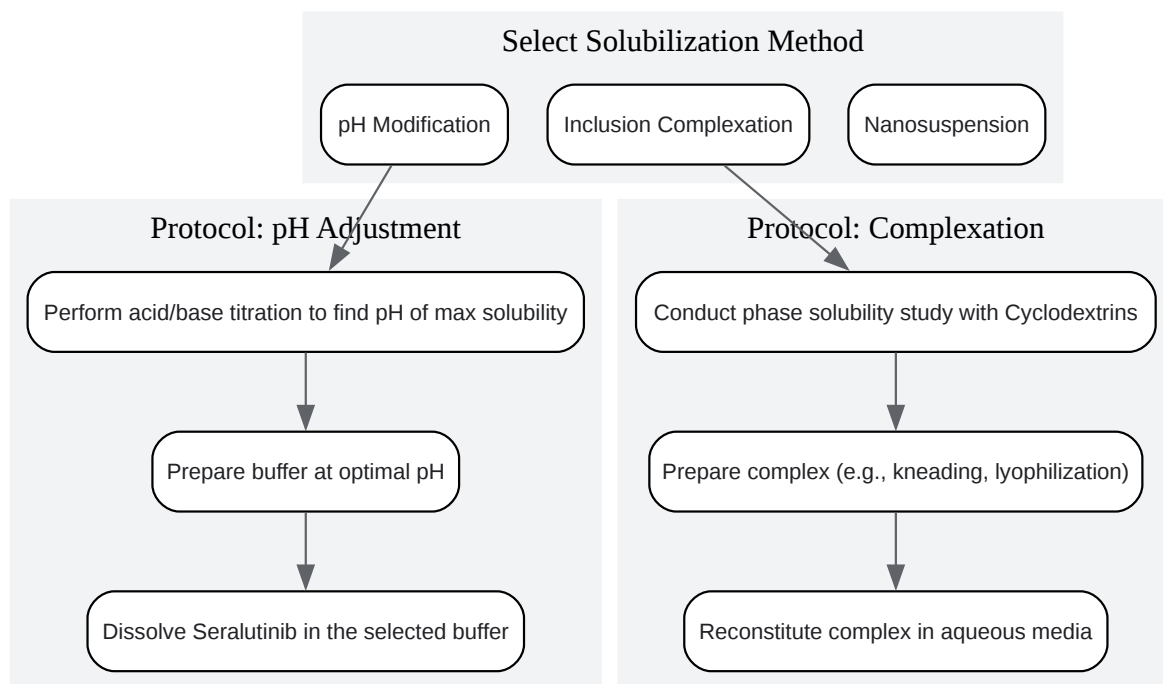 Select Solubilization Method
pH Modification
Inclusion Complexation
Nanosuspension
Protocol: pH Adjustment
Perform acid/base titration to find pH of max solubility
Prepare buffer at optimal pH
Dissolve Seralutinib in the selected buffer
Protocol: Complexation
Conduct phase solubility study with Cyclodextrins
Prepare complex (e.g., kneading, lyophilization)
Reconstitute complex in aqueous media